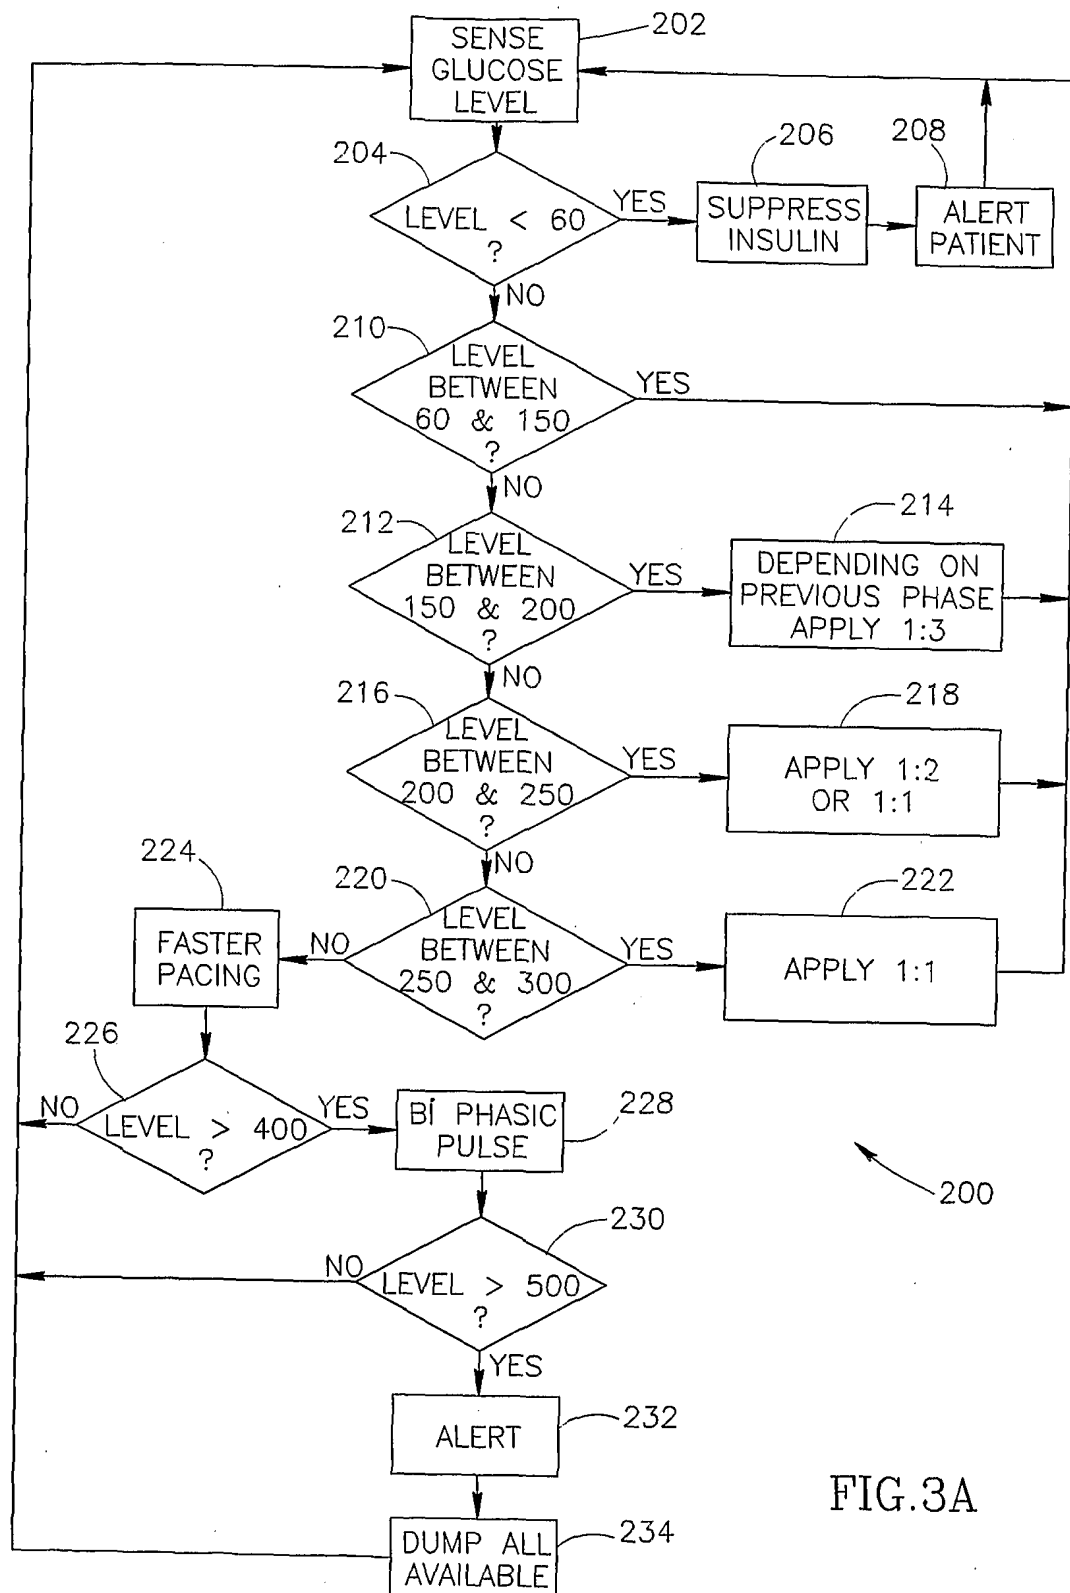 SENSE
GLUCOSE
LEVEL
202
204
LEVEL < 60
?
YES
206
SUPPRESS
INSULIN
208
ALERT
PATIENT
NO
210
LEVEL
BETWEEN
60 & 150
?
YES
NO
212
LEVEL
BETWEEN
150 & 200
?
YES
214
DEPENDING ON
PREVIOUS PHASE
APPLY 1:3
NO
216
LEVEL
BETWEEN
200 & 250
?
YES
218
APPLY 1:2
OR 1:1
NO
220
LEVEL
BETWEEN
250 & 300
?
YES
222
APPLY 1:1
NO
224
FASTER
PACING
226
LEVEL > 400
?
NO
YES
BI PHASIC
PULSE
228
200
230
LEVEL > 500
?
NO
YES
ALERT
232
DUMP ALL
AVAILABLE
234
FIG.3A